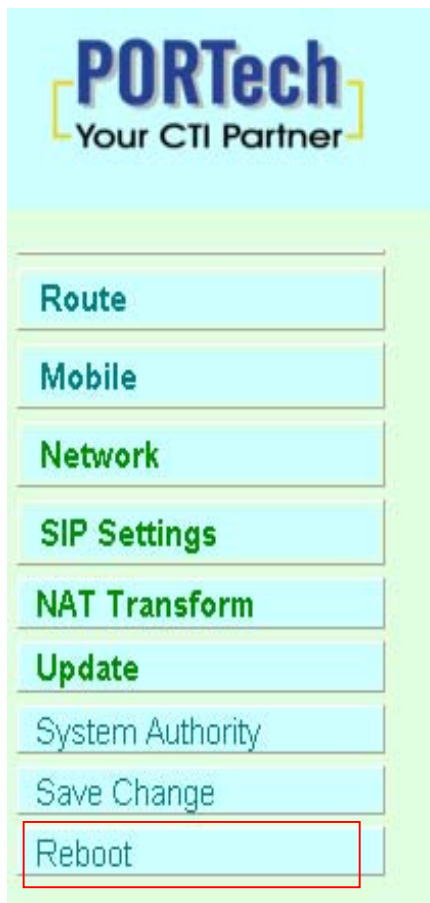 PORTech
Your CTI Partner
Route
Mobile
Network
SIP Settings
NAT Transform
Update
System Authority
Save Change
Reboot